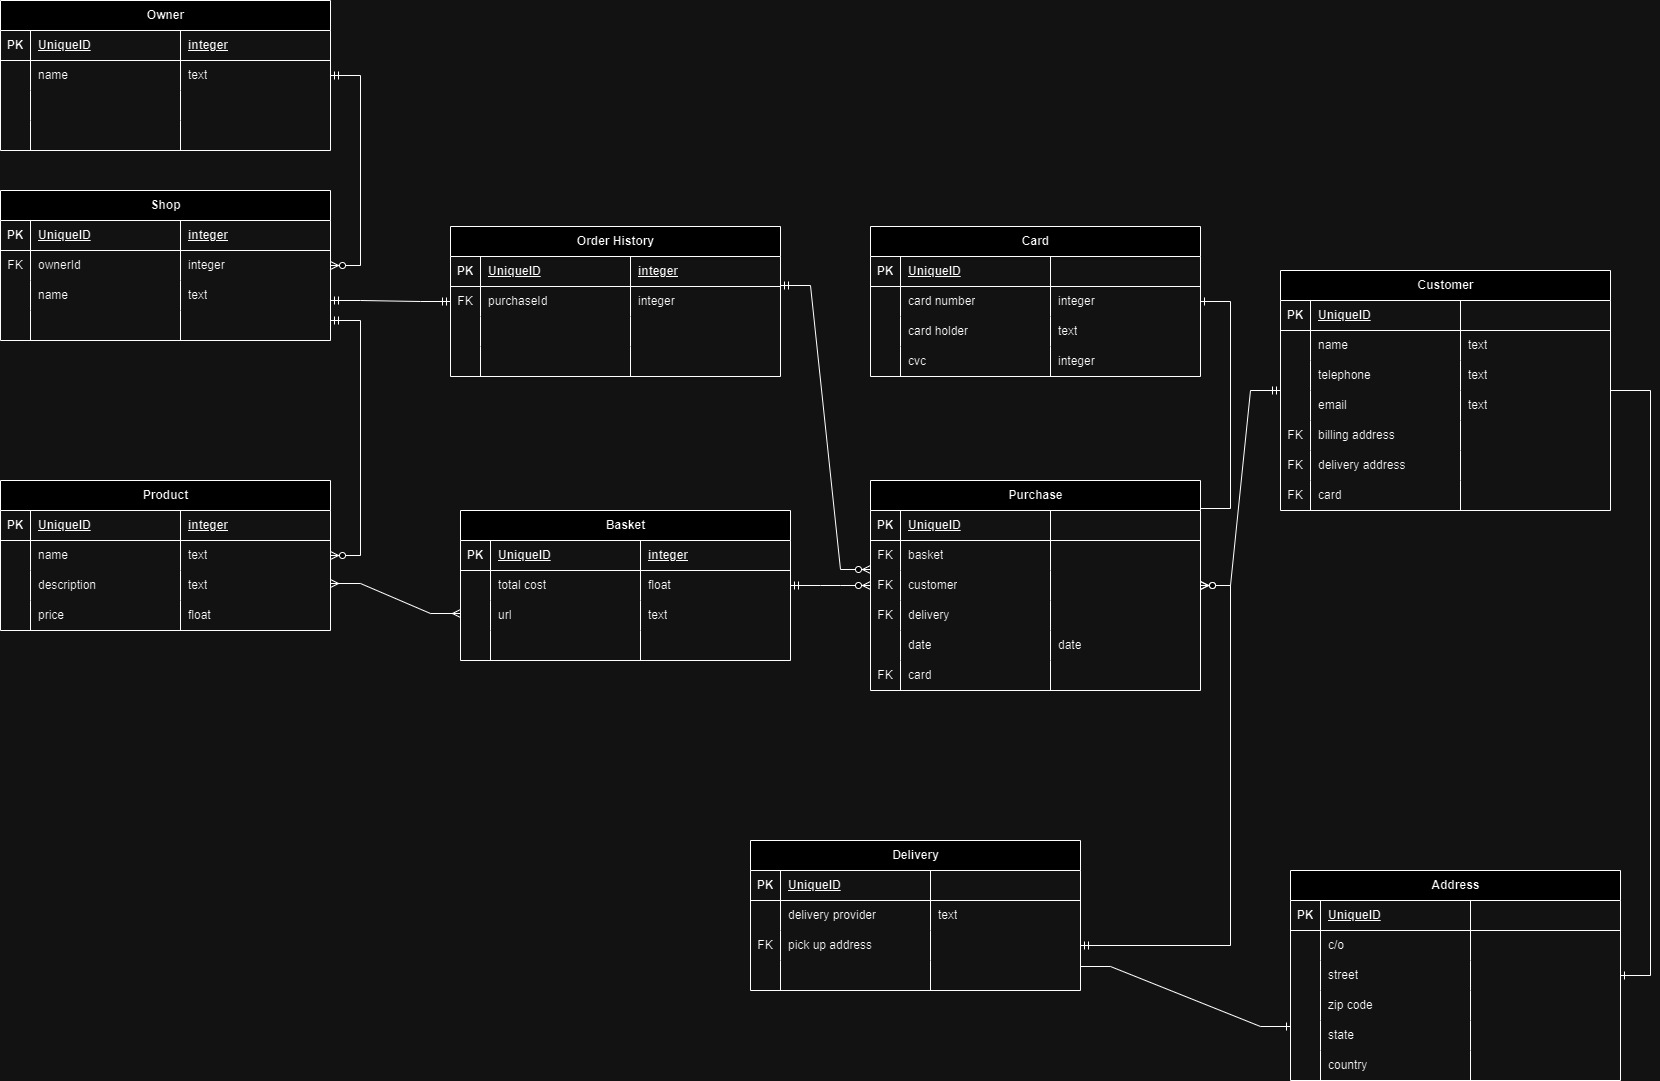 Owner
PK UniqueID integer
name text
Shop
PK UniqueID integer
FK ownerId integer
name text
Order History
PK UniqueID integer
FK purchaseId integer
Card
PK UniqueID
card number integer
card holder text
cvc integer
Customer
PK UniqueID
name text
telephone text
email text
FK billing address
FK delivery address
FK card
Product
PK UniqueID integer
name text
description text
price float
Basket
PK UniqueID integer
total cost float
url text
Purchase
PK UniqueID
FK basket
FK customer
FK delivery
date date
FK card
Delivery
PK UniqueID
delivery provider text
FK pick up address
Address
PK UniqueID
c/o
street
zip code
state
country